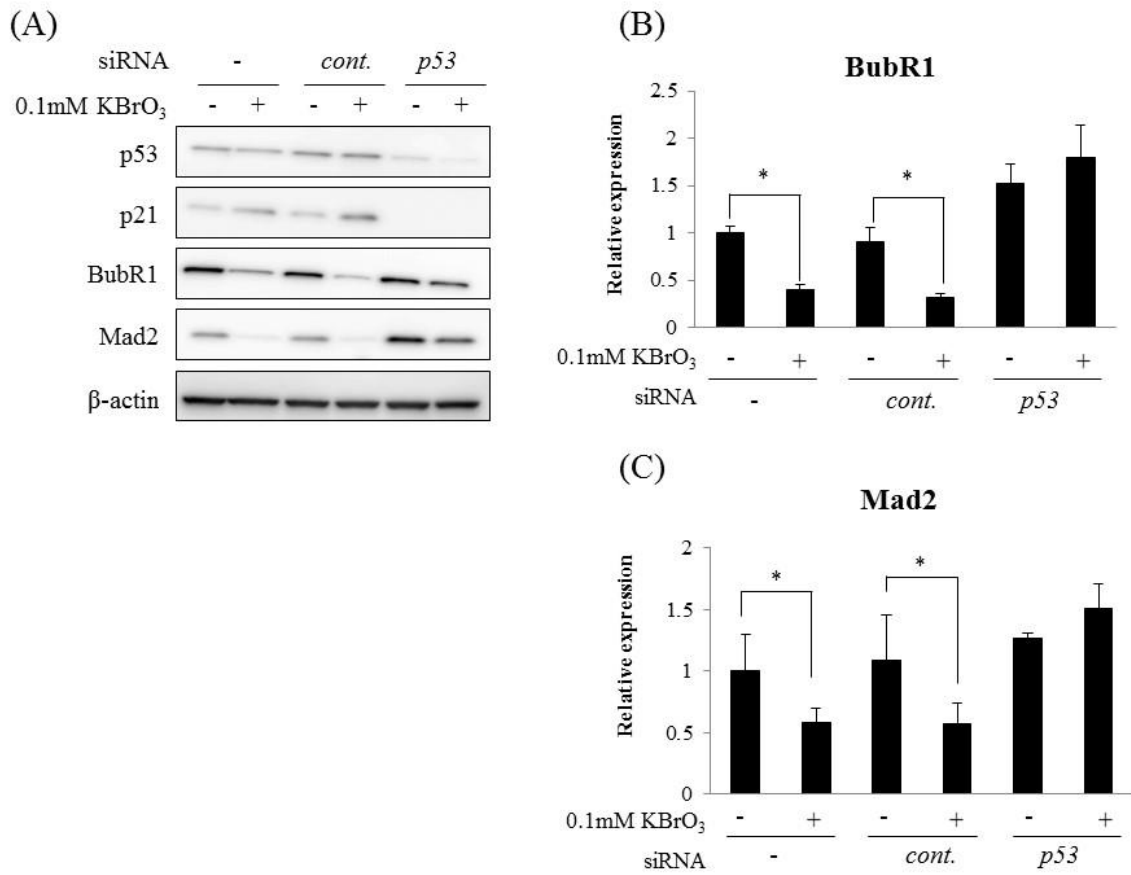 (A)
siRNA - cont. p53
0.1mM KBrO₃ - + - + - +
p53
p21
BubR1
Mad2
β-actin
(B)
BubR1
Relative expression
2.5
2
1.5
1
0.5
0
* *
0.1mM KBrO₃ - + - + - +
siRNA - cont. p53
(C)
Mad2
Relative expression
2
1.5
1
0.5
0
* *
0.1mM KBrO₃ - + - + - +
siRNA - cont. p53